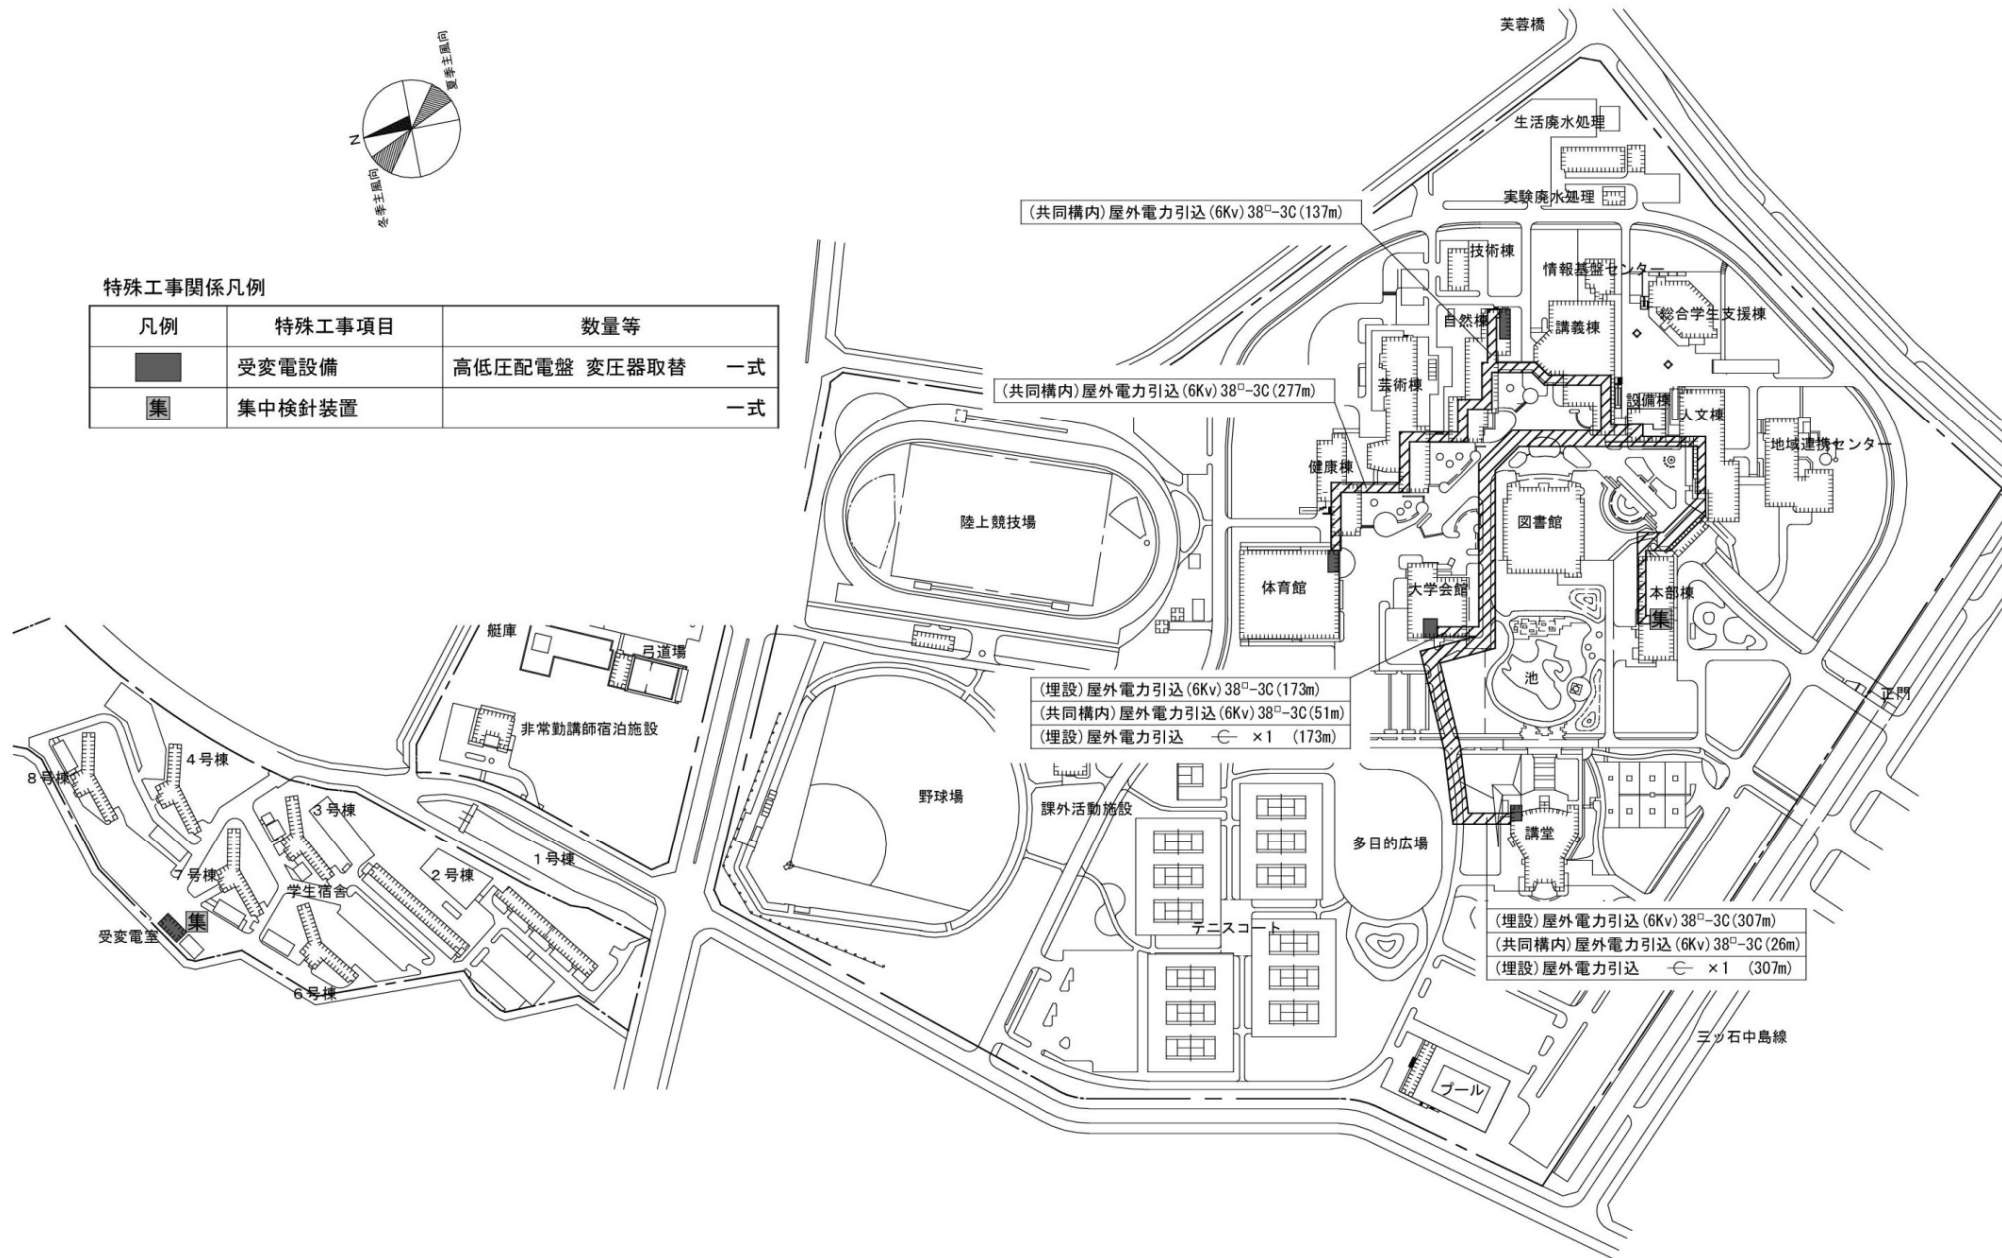 芙蓉橋
夏季主風向
N
冬季主風向
生活廃水処理
実験廃水処理
(共同構内)屋外電力引込(6Kv)38□-3C(137m)
技術棟
情報基盤センター
特殊工事関係凡例
凡例 特殊工事項目 数量等
受変電設備 高低圧配電盤 変圧器取替 一式
集 集中検針装置 一式
自然棟
講義棟
総合学生支援棟
(共同構内)屋外電力引込(6Kv)38□-3C(277m)
芸術棟
設備棟
人文棟
地域連携センター
健康棟
陸上競技場
図書館
体育館
大学会館
本部棟
集
艇庫
弓道場
池
正門
(埋設)屋外電力引込(6Kv)38□-3C(173m)
(共同構内)屋外電力引込(6Kv)38□-3C(51m)
(埋設)屋外電力引込 ×1 (173m)
非常勤講師宿泊施設
4号棟
8号棟
3号棟
野球場
課外活動施設
多目的広場
講堂
1号棟
7号棟
2号棟
学生宿舎
集
受変電室
テニスコート
(埋設)屋外電力引込(6Kv)38□-3C(307m)
(共同構内)屋外電力引込(6Kv)38□-3C(26m)
(埋設)屋外電力引込 ×1 (307m)
6号棟
三ッ石中島線
プール